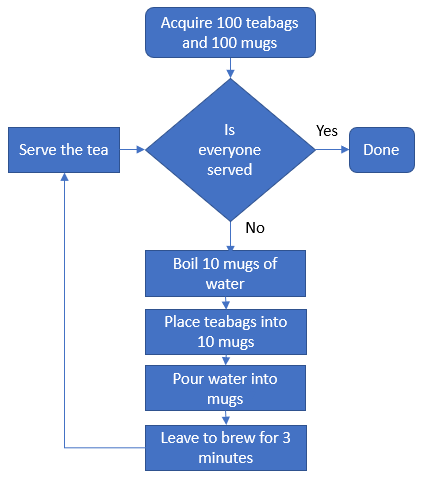 Acquire 100 teabags
and 100 mugs
Is
everyone
served
Yes
Done
Serve the tea
No
Boil 10 mugs of
water
Place teabags into
10 mugs
Pour water into
mugs
Leave to brew for 3
minutes